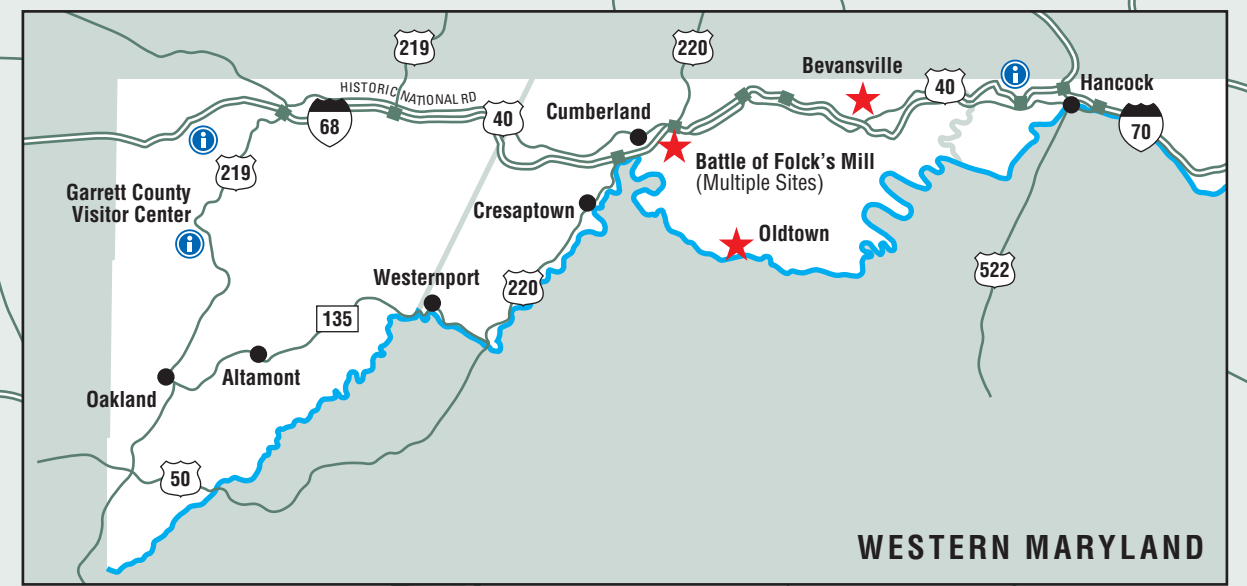 219
220
Bevansville
40
Hancock
HISTORIC NATIONAL RD
68
40
Cumberland
70
219
Battle of Folck's Mill
(Multiple Sites)
Garrett County
Visitor Center
Cresaptown
Oldtown
522
Westernport
220
135
Altamont
Oakland
50
WESTERN MARYLAND